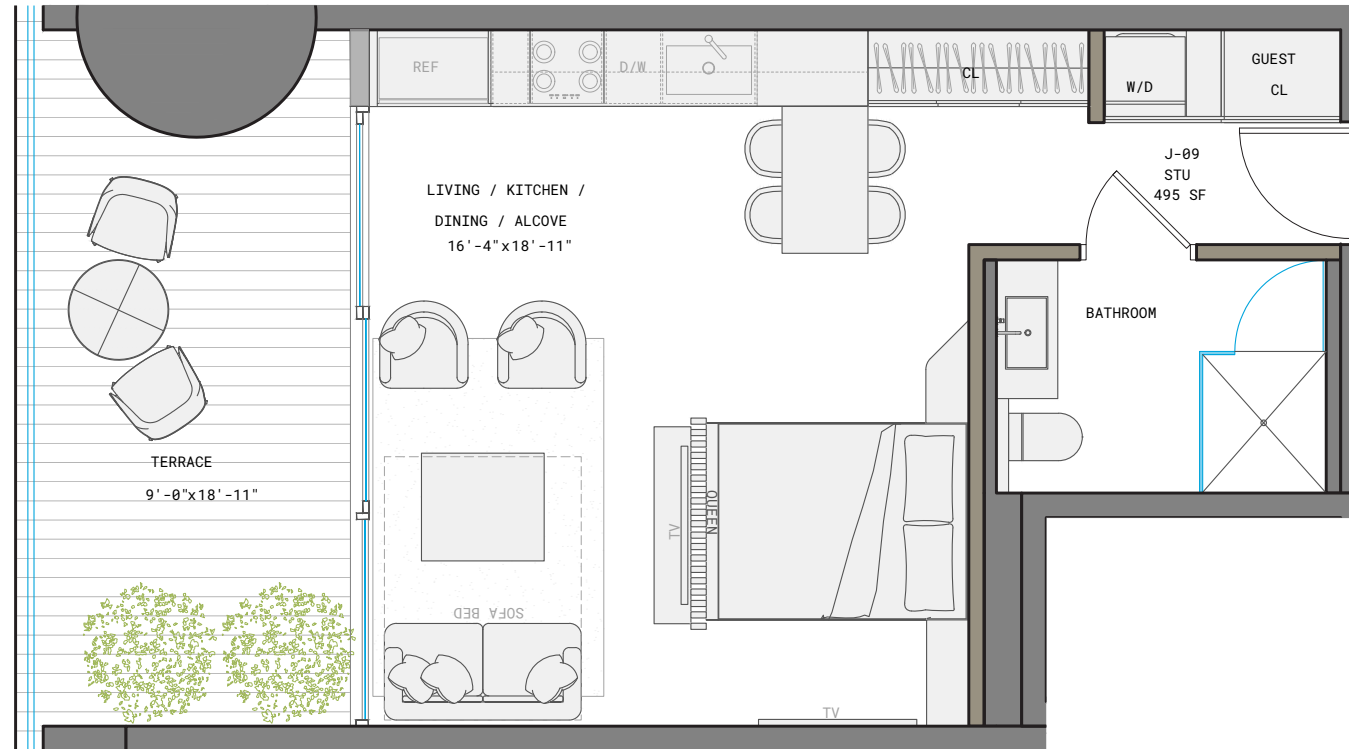 REF
D/W
CL
W/D
GUEST
CL
J-09
STU
495 SF
LIVING / KITCHEN /
DINING / ALCOVE
16'-4"x18'-11"
BATHROOM
TERRACE
9'-0"x18'-11"
QUEEN
TV
SOFA BED
TV